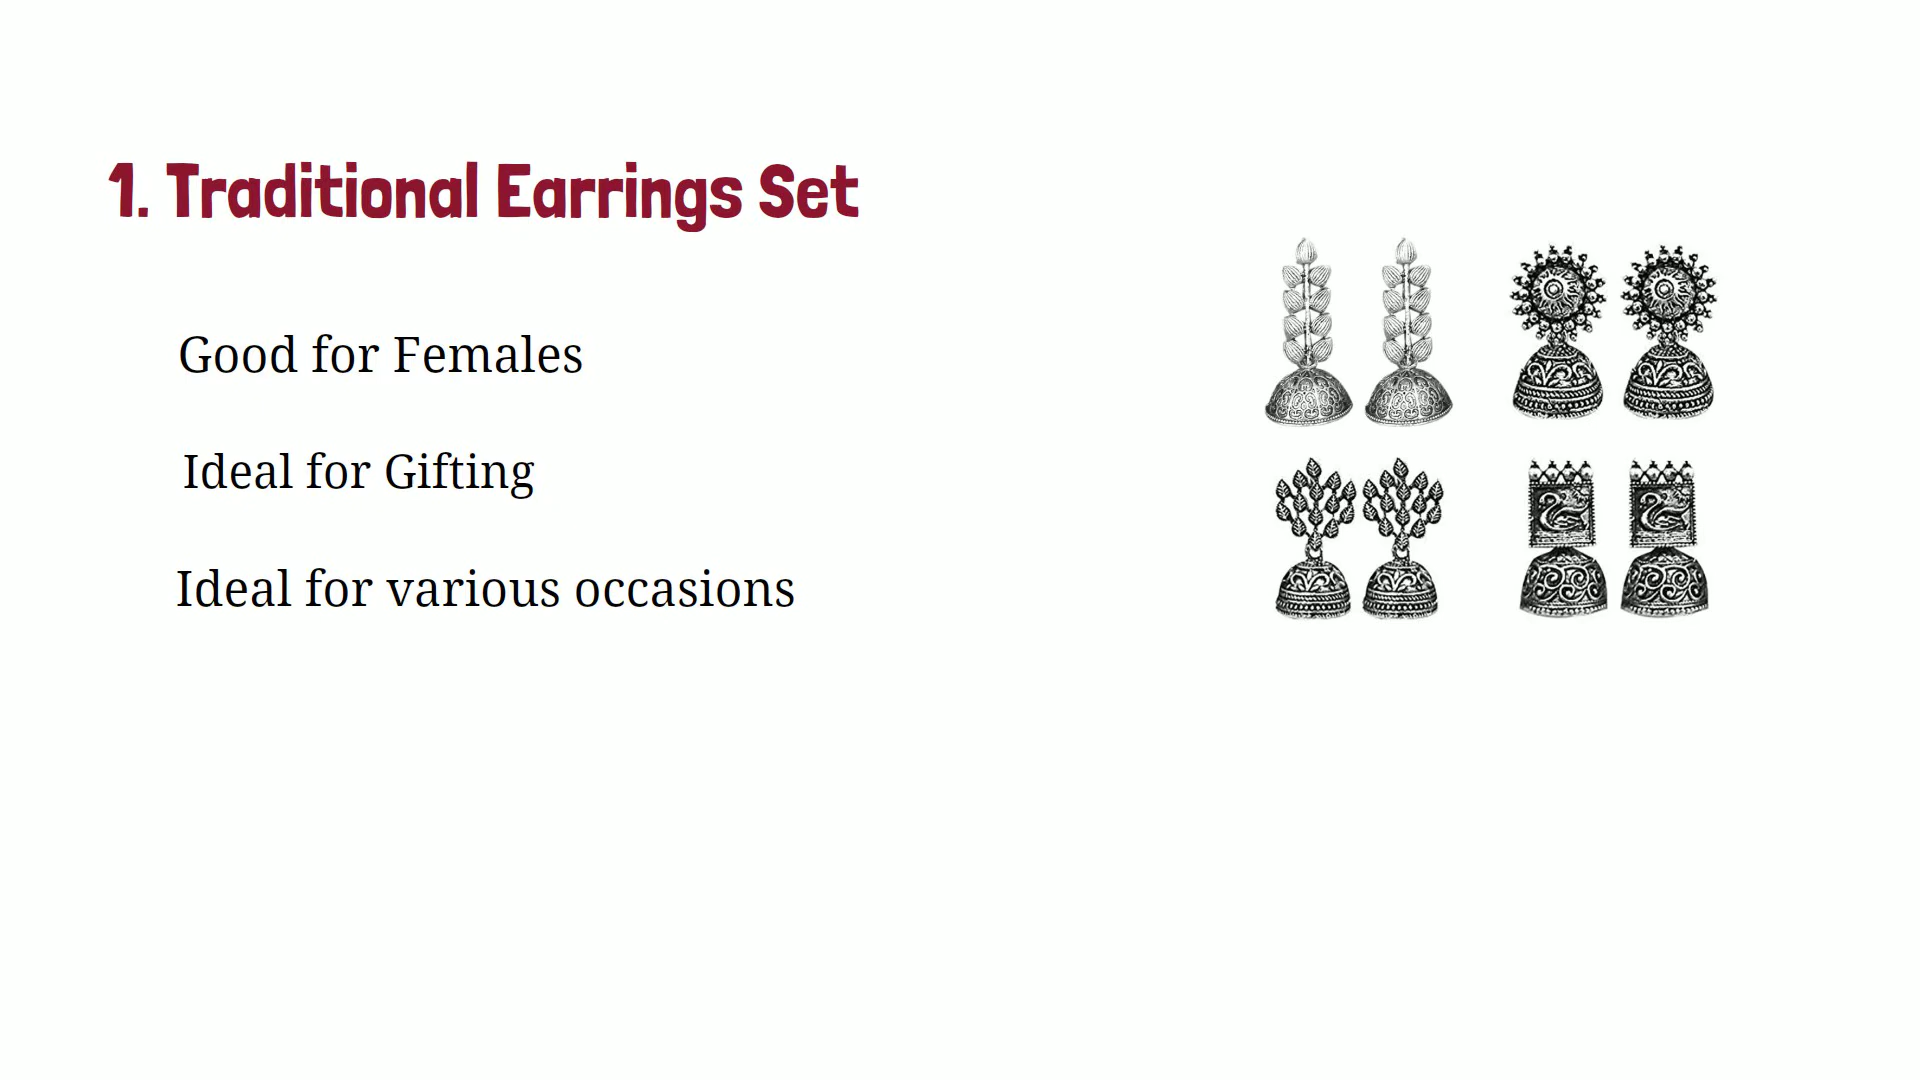 1. Traditional Earrings Set
Good for Females
Ideal for Gifting
Ideal for various occasions